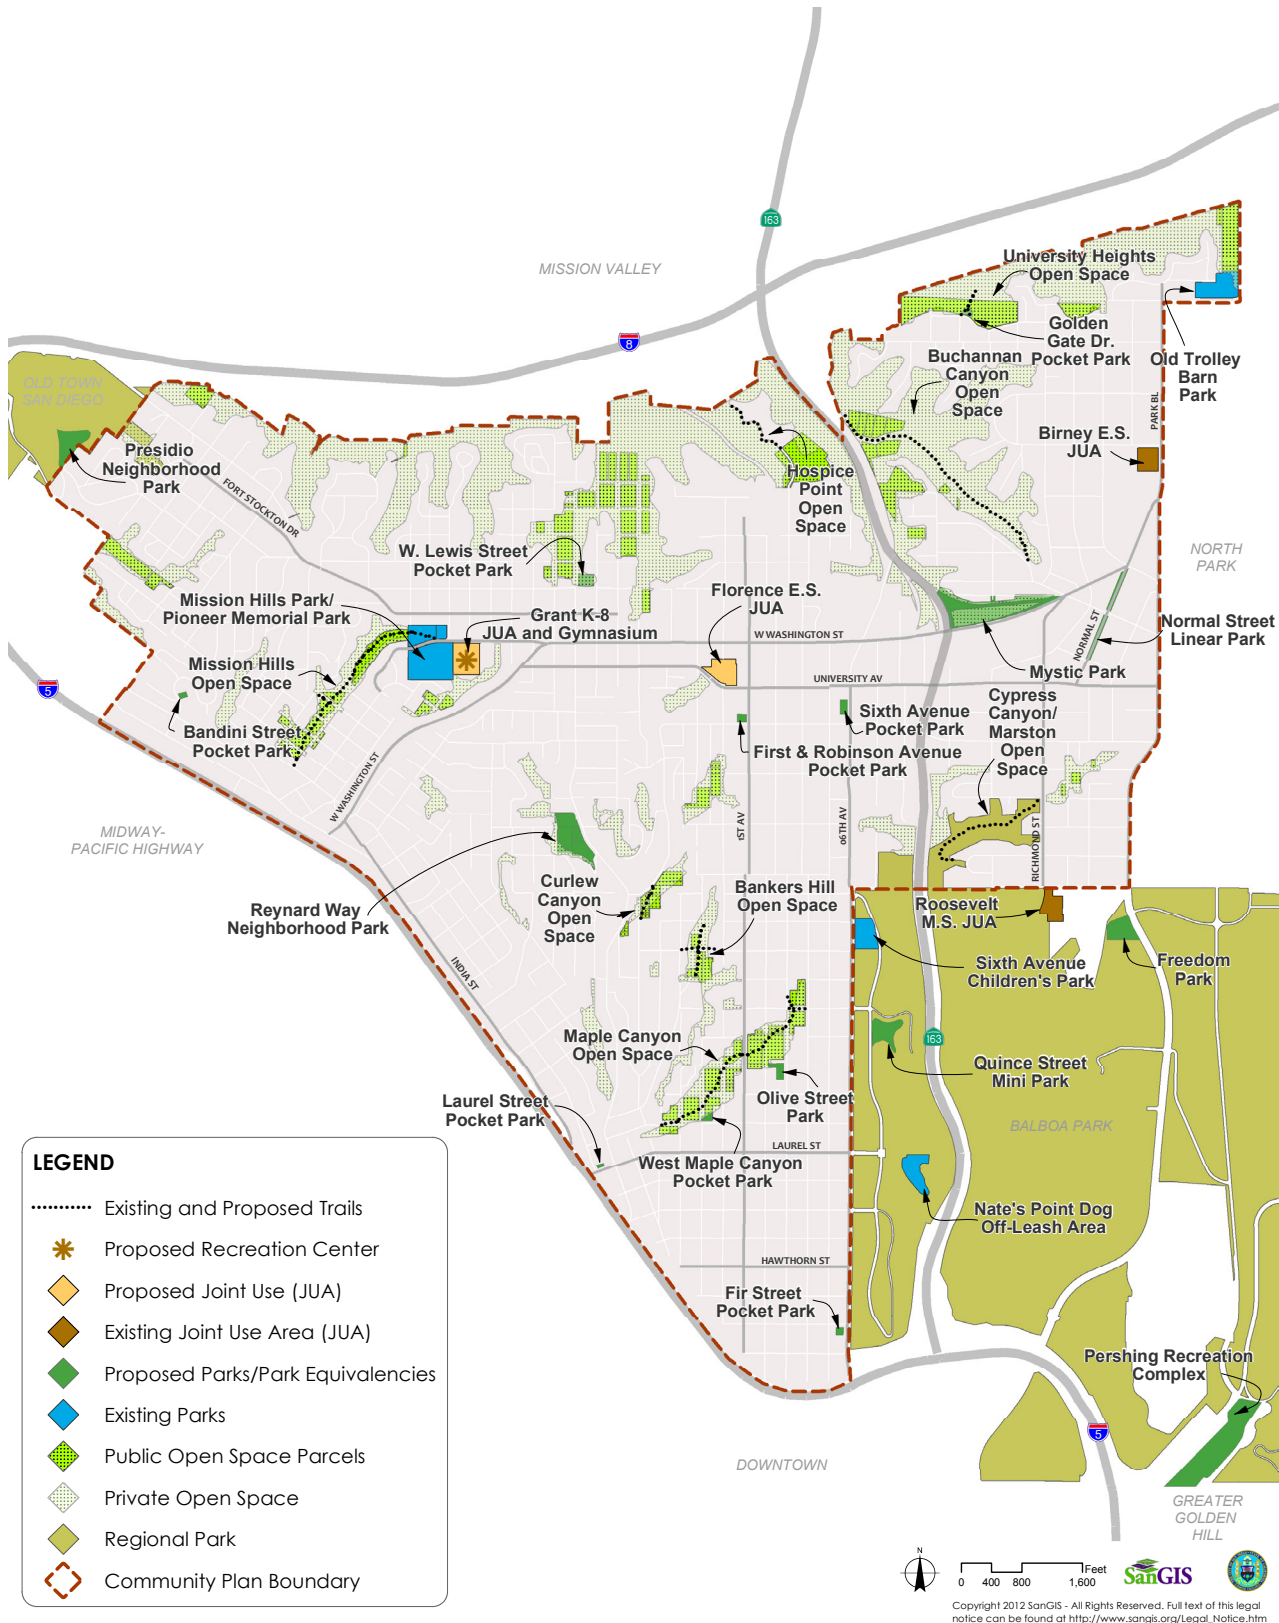 163
MISSION VALLEY
University Heights
Open Space
8
Golden
Gate Dr.
Pocket Park
Buchannan
Canyon
Open
Space
Old Trolley
Barn
Park
OLD TOWN
SAN DIEGO
PARK BL
Birney E.S.
JUA
Presidio
Neighborhood
Park
Hospice
Point
Open
Space
FORT STOCKTON DR
NORTH
PARK
W. Lewis Street
Pocket Park
Mission Hills Park/
Pioneer Memorial Park
Grant K-8
JUA and Gymnasium
Florence E.S.
JUA
W WASHINGTON ST
NORMAL ST
Normal Street
Linear Park
Mission Hills
Open Space
Mystic Park
UNIVERSITY AV
5
Bandini Street
Pocket Park
Cypress
Canyon/
Marston
Open
Space
Sixth Avenue
Pocket Park
First & Robinson Avenue
Pocket Park
W WASHINGTON ST
1ST AV
06TH AV
RICHMOND ST
MIDWAY-
PACIFIC HIGHWAY
Curlew
Canyon
Open
Space
Bankers Hill
Open Space
Reynard Way
Neighborhood Park
Roosevelt
M.S. JUA
INDIA ST
Sixth Avenue
Children's Park
Freedom
Park
Maple Canyon
Open Space
163
Quince Street
Mini Park
Olive Street
Park
Laurel Street
Pocket Park
BALBOA PARK
LAUREL ST
West Maple Canyon
Pocket Park
Nate's Point Dog
Off-Leash Area
HAWTHORN ST
Fir Street
Pocket Park
Pershing Recreation
Complex
5
DOWNTOWN
GREATER
GOLDEN
HILL
LEGEND
Existing and Proposed Trails
Proposed Recreation Center
Proposed Joint Use (JUA)
Existing Joint Use Area (JUA)
Proposed Parks/Park Equivalencies
Existing Parks
Public Open Space Parcels
Private Open Space
Regional Park
Community Plan Boundary
N
Feet
0 400 800 1,600
SanGIS
Copyright 2012 SanGIS - All Rights Reserved. Full text of this legal
notice can be found at http://www.sangis.org/Legal_Notice.htm